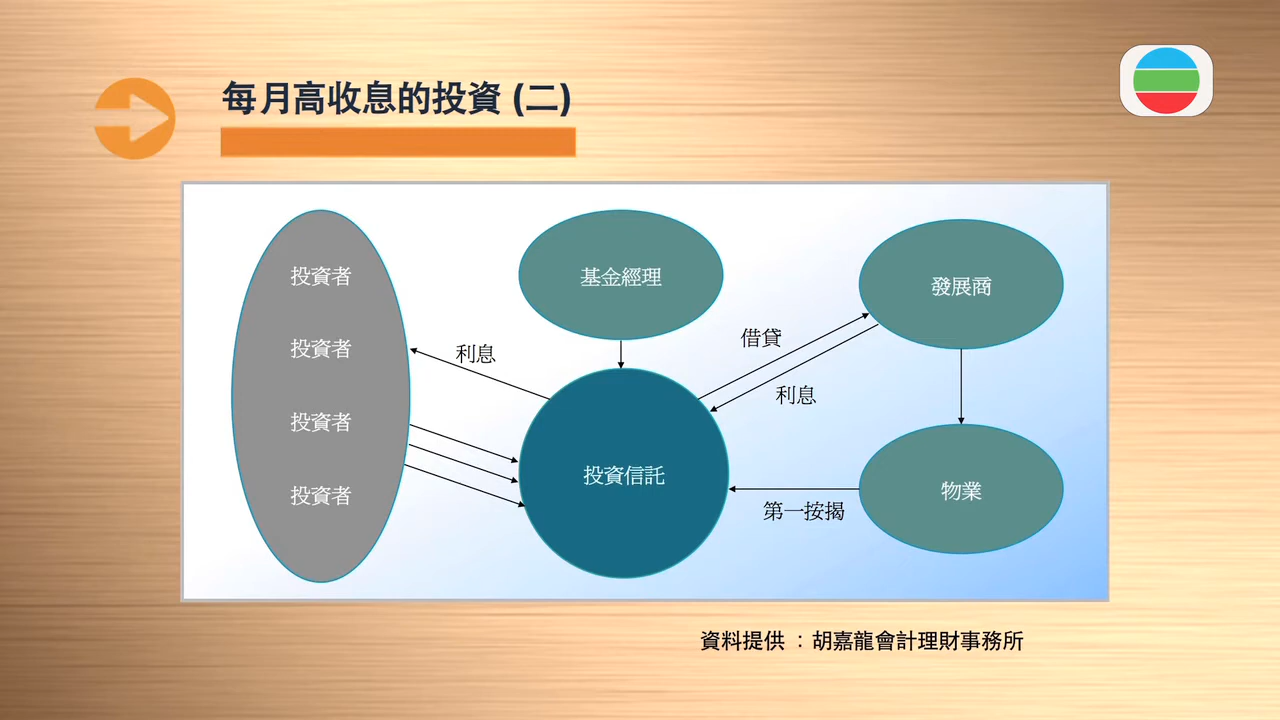 每月高收息的投資 (二)
投資者
投資者
投資者
投資者
基金經理
發展商
利息
借貸
利息
投資信託
物業
第一按揭
資料提供 : 胡嘉龍會計理財事務所